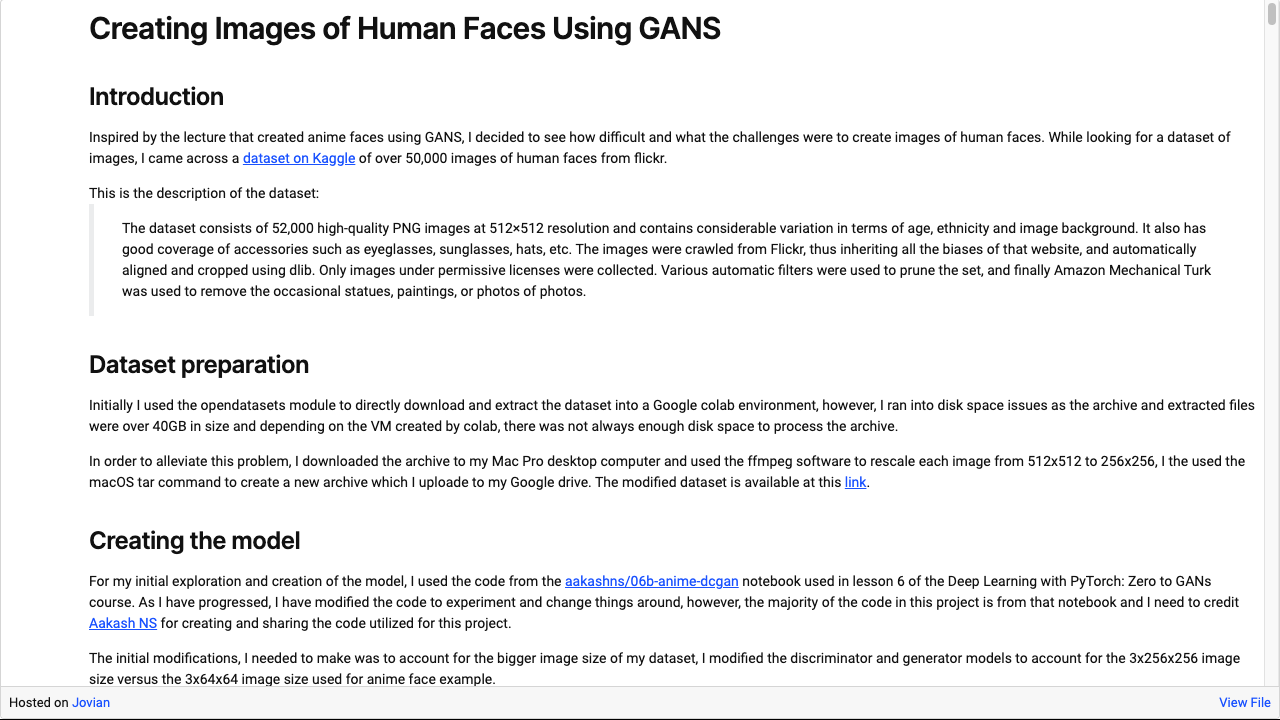 Creating Images of Human Faces Using GANS
Introduction
Inspired by the lecture that created anime faces using GANS, I decided to see how difficult and what the challenges were to create images of human faces. While looking for a dataset of
images, I came across a dataset on Kaggle of over 50,000 images of human faces from flickr.
This is the description of the dataset:
The dataset consists of 52,000 high-quality PNG images at 512×512 resolution and contains considerable variation in terms of age, ethnicity and image background. It also has
good coverage of accessories such as eyeglasses, sunglasses, hats, etc. The images were crawled from Flickr, thus inheriting all the biases of that website, and automatically
aligned and cropped using dlib. Only images under permissive licenses were collected. Various automatic filters were used to prune the set, and finally Amazon Mechanical Turk
was used to remove the occasional statues, paintings, or photos of photos.
Dataset preparation
Initially I used the opendatasets module to directly download and extract the dataset into a Google colab environment, however, I ran into disk space issues as the archive and extracted files
were over 40GB in size and depending on the VM created by colab, there was not always enough disk space to process the archive.
In order to alleviate this problem, I downloaded the archive to my Mac Pro desktop computer and used the ffmpeg software to rescale each image from 512x512 to 256x256, I the used the
macOS tar command to create a new archive which I uploade to my Google drive. The modified dataset is available at this link.
Creating the model
For my initial exploration and creation of the model, I used the code from the aakashns/06b-anime-dcgan notebook used in lesson 6 of the Deep Learning with PyTorch: Zero to GANs
course. As I have progressed, I have modified the code to experiment and change things around, however, the majority of the code in this project is from that notebook and I need to credit
Aakash NS for creating and sharing the code utilized for this project.
The initial modifications, I needed to make was to account for the bigger image size of my dataset, I modified the discriminator and generator models to account for the 3x256x256 image
size versus the 3x64x64 image size used for anime face example.
Hosted on Jovian
View File